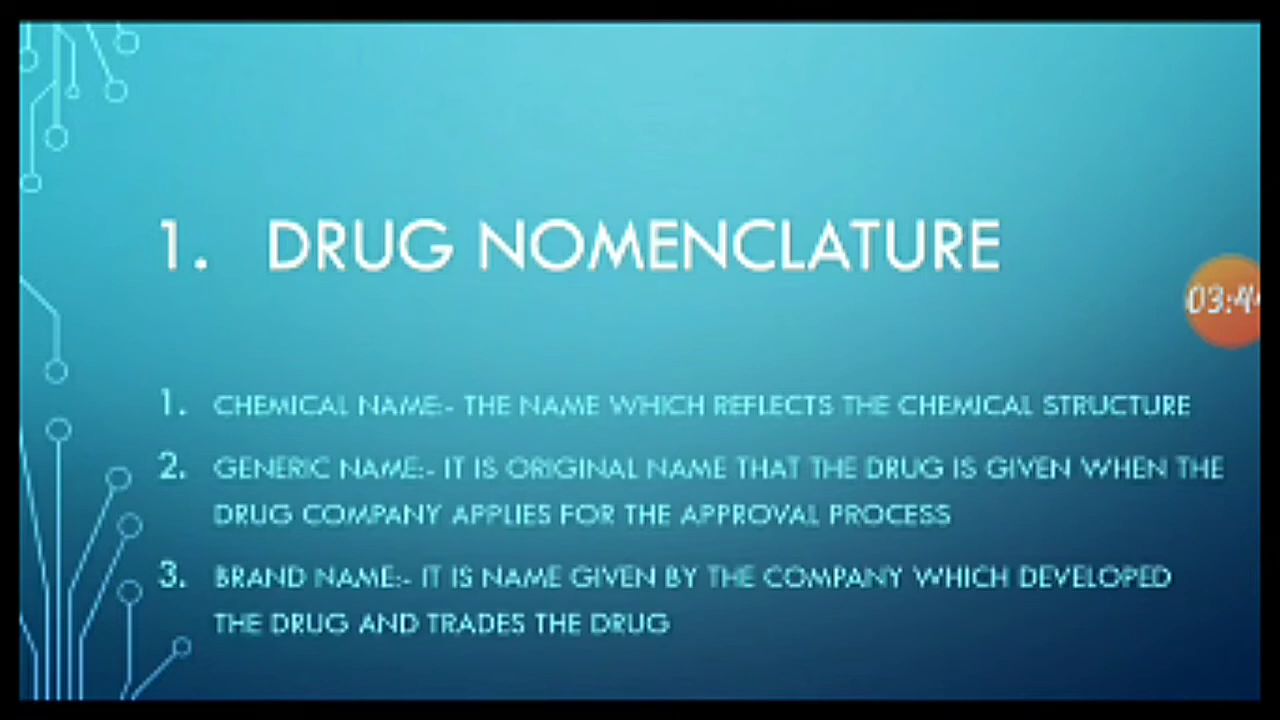 1. DRUG NOMENCLATURE
03:44
1. CHEMICAL NAME:- THE NAME WHICH REFLECTS THE CHEMICAL STRUCTURE
2. GENERIC NAME:- IT IS ORIGINAL NAME THAT THE DRUG IS GIVEN WHEN THE
DRUG COMPANY APPLIES FOR THE APPROVAL PROCESS
3. BRAND NAME:- IT IS NAME GIVEN BY THE COMPANY WHICH DEVELOPED
THE DRUG AND TRADES THE DRUG